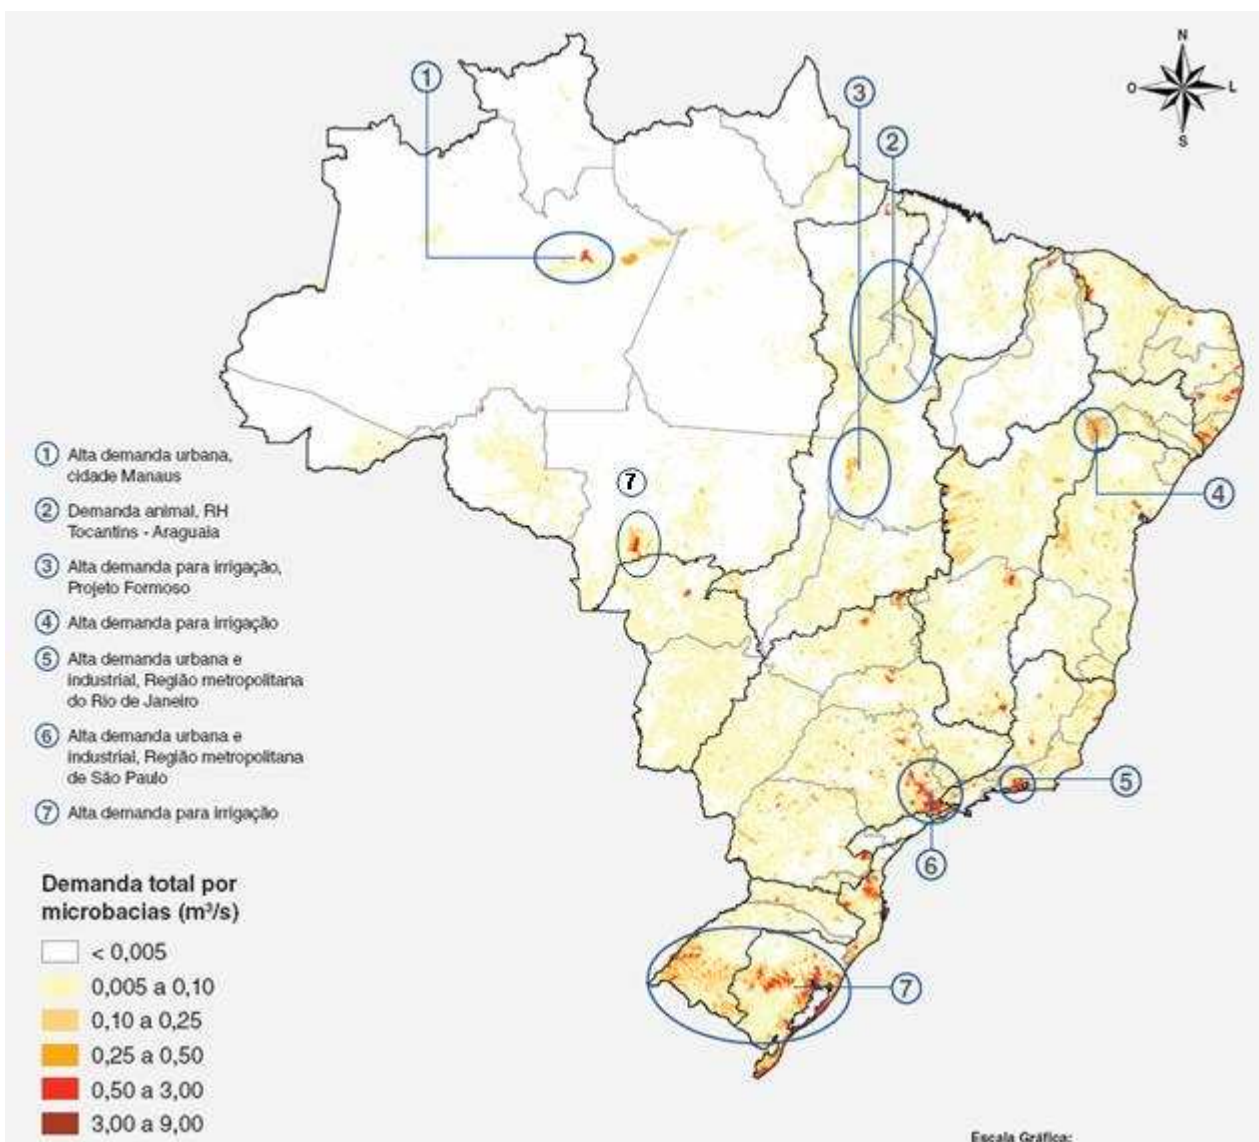 N
O
L
S
1
3
2
7
4
5
6
7
1 Alta demanda urbana,
cidade Manaus
2 Demanda animal, RH
Tocantins - Araguaia
3 Alta demanda para irrigação,
Projeto Formoso
4 Alta demanda para irrigação
5 Alta demanda urbana e
industrial, Região metropolitana
do Rio de Janeiro
6 Alta demanda urbana e
industrial, Região metropolitana
de São Paulo
7 Alta demanda para irrigação
Demanda total por
microbacias (m³/s)
< 0,005
0,005 a 0,10
0,10 a 0,25
0,25 a 0,50
0,50 a 3,00
3,00 a 9,00
Escala Gráfica: